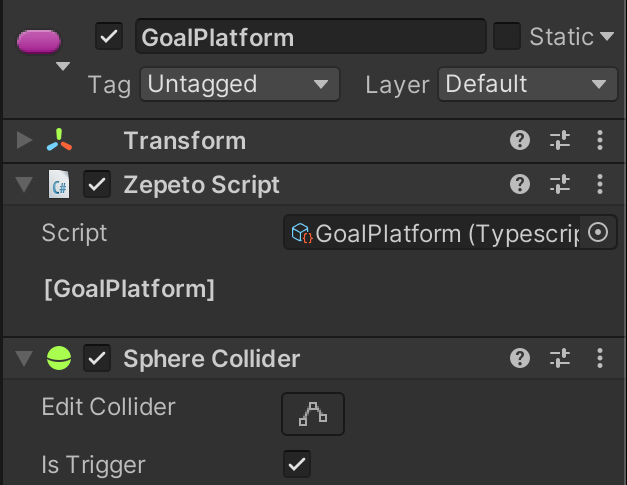 GoalPlatform Static
Tag Untagged Layer Default
Transform
C# Zepeto Script
Script GoalPlatform (Typescrip
[GoalPlatform]
Sphere Collider
Edit Collider
Is Trigger